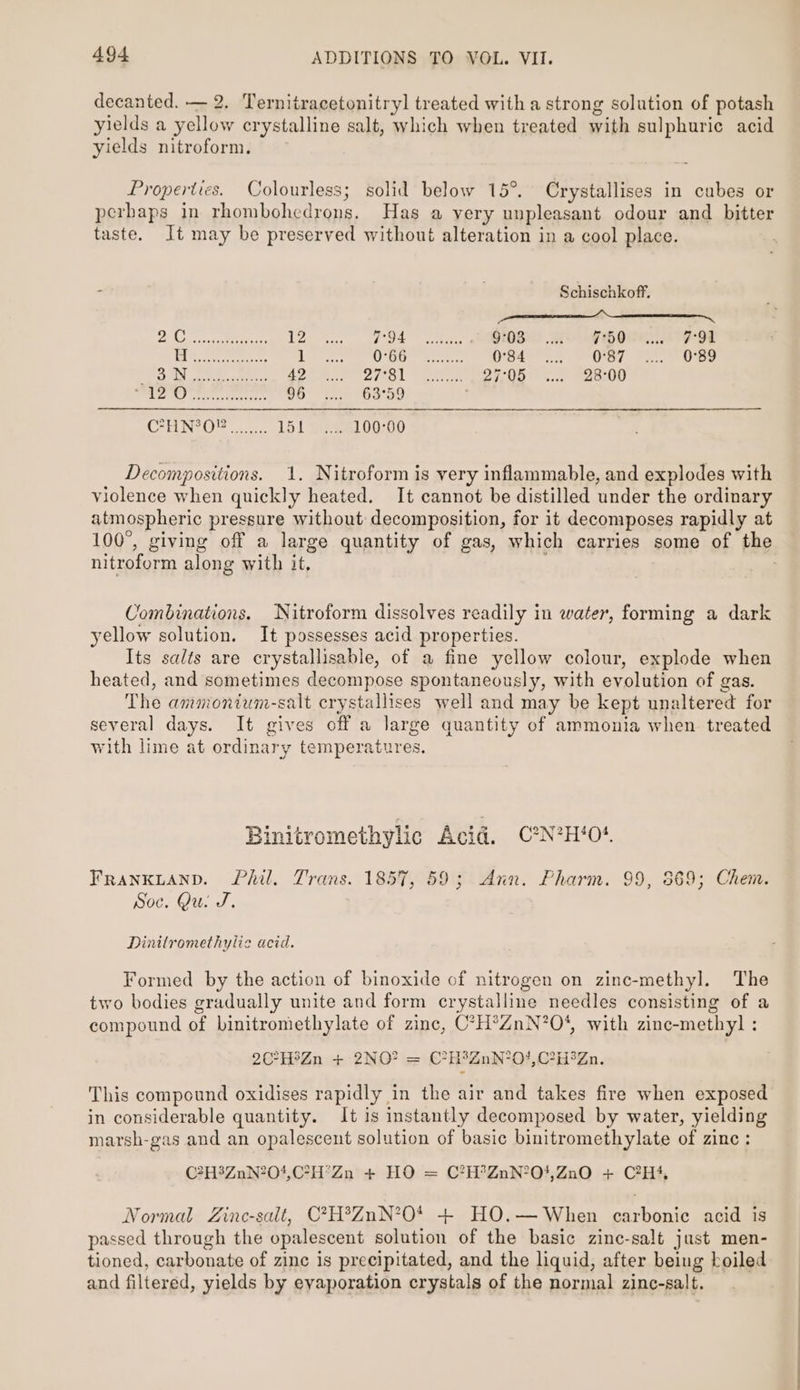 494 ADDITIONS TO VOL. VII.
decanted. — 2. Ternitracetonitryl treated with a strong solution of potash
yields a yellow crystalline salt, which when treated with sulphuric acid
yields nitroform.
Properties. Colourless; solid below 15°. Crystallises in cubes or
perhaps in rhombohedrons. Has a very unpleasant odour and bitter
taste. It may be preserved without alteration in a cool place.
Schischkoff.
2 C ............ 12 .... 7·94 ........ 9·03 .... 7·50 .... 7·91
H ............ 1 .... 0·66 ........ 0·84 .... 0·87 .... 0·89
3 N ............ 42 .... 27·81 ........ 27·05 .... 28·00
12 O ............ 96 .... 63·59
C²HN³O¹² ........ 151 .... 100·00
Decompositions. 1. Nitroform is very inflammable, and explodes with
violence when quickly heated. It cannot be distilled under the ordinary
atmospheric pressure without decomposition, for it decomposes rapidly at
100°, giving off a large quantity of gas, which carries some of the
nitroform along with it.
Combinations. Nitroform dissolves readily in water, forming a dark
yellow solution. It possesses acid properties.
Its salts are crystallisable, of a fine yellow colour, explode when
heated, and sometimes decompose spontaneously, with evolution of gas.
The ammonium-salt crystallises well and may be kept unaltered for
several days. It gives off a large quantity of ammonia when treated
with lime at ordinary temperatures.
Binitromethylic Acid. C²N²H⁴O⁴.
FRANKLAND. Phil. Trans. 1857, 59; Ann. Pharm. 99, 369; Chem.
Soc. Qu. J.
Dinitromethylic acid.
Formed by the action of binoxide of nitrogen on zinc-methyl. The
two bodies gradually unite and form crystalline needles consisting of a
compound of binitromethylate of zinc, C²H³ZnN²O⁴, with zinc-methyl:
2C²H³Zn + 2NO² = C²H³ZnN²O⁴,C²H³Zn.
This compound oxidises rapidly in the air and takes fire when exposed
in considerable quantity. It is instantly decomposed by water, yielding
marsh-gas and an opalescent solution of basic binitromethylate of zinc:
C²H³ZnN²O⁴,C²H³Zn + HO = C²H³ZnN²O⁴,ZnO + C²H⁴.
Normal Zinc-salt, C²H³ZnN²O⁴ + HO. — When carbonic acid is
passed through the opalescent solution of the basic zinc-salt just men-
tioned, carbonate of zinc is precipitated, and the liquid, after being boiled
and filtered, yields by evaporation crystals of the normal zinc-salt.